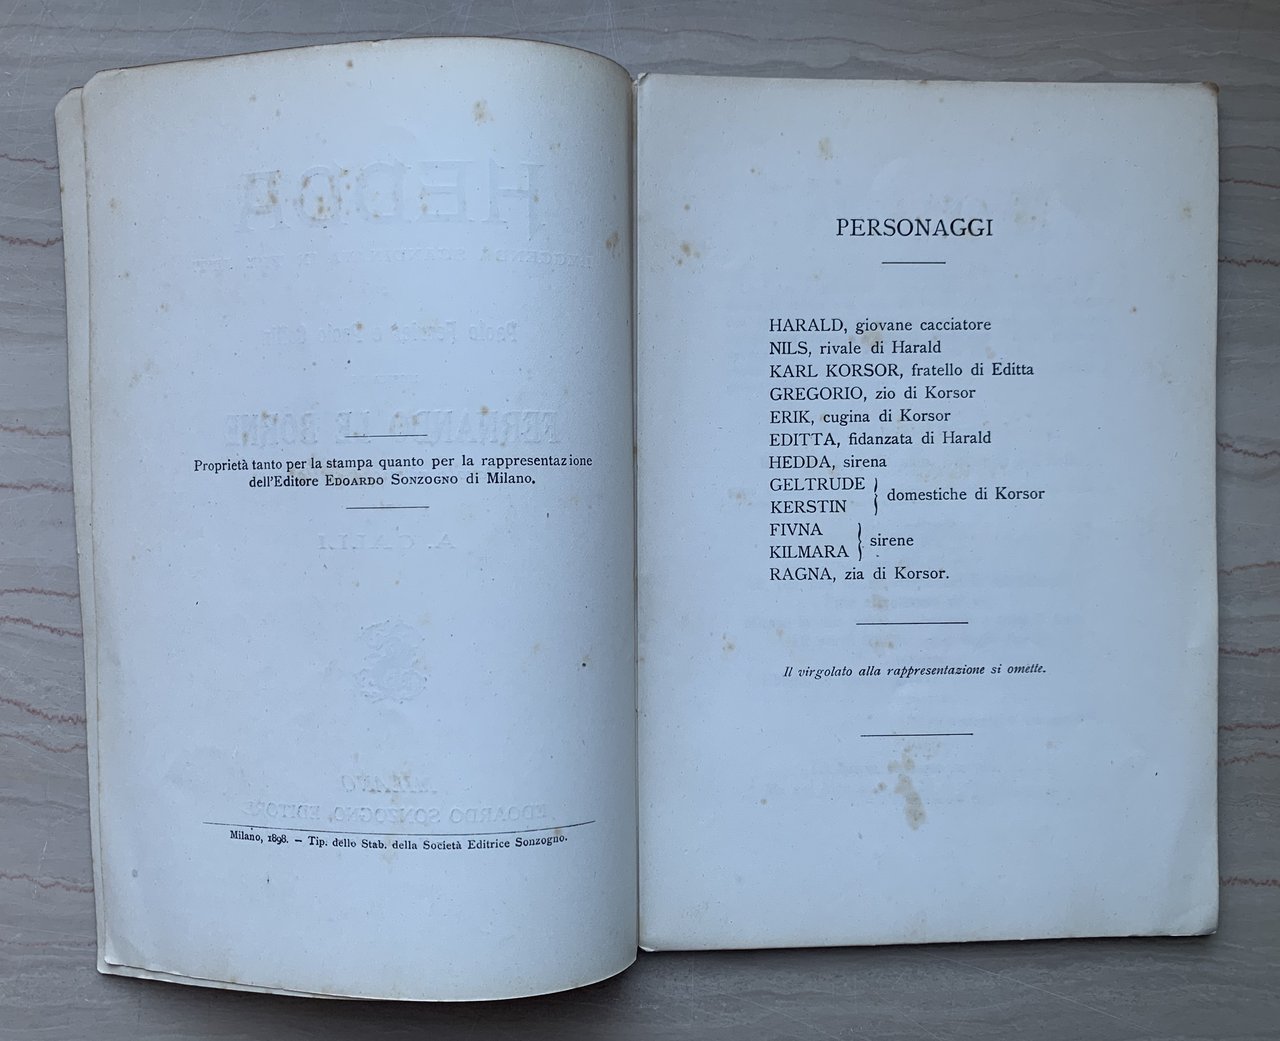 Proprietà tanto per la stampa quanto per la rappresentazione
dell'Editore EDOARDO SONZOGNO di Milano.
Milano, 1898. — Tip. dello Stab. della Società Editrice Sonzogno.
PERSONAGGI
HARALD, giovane cacciatore
NILS, rivale di Harald
KARL KORSOR, fratello di Editta
GREGORIO, zio di Korsor
ERIK, cugina di Korsor
EDITTA, fidanzata di Harald
HEDDA, sirena
GELTRUDE
KERSTIN
domestiche di Korsor
FIVNA
KILMARA
sirene
RAGNA, zia di Korsor.
Il virgolato alla rappresentazione si omette.